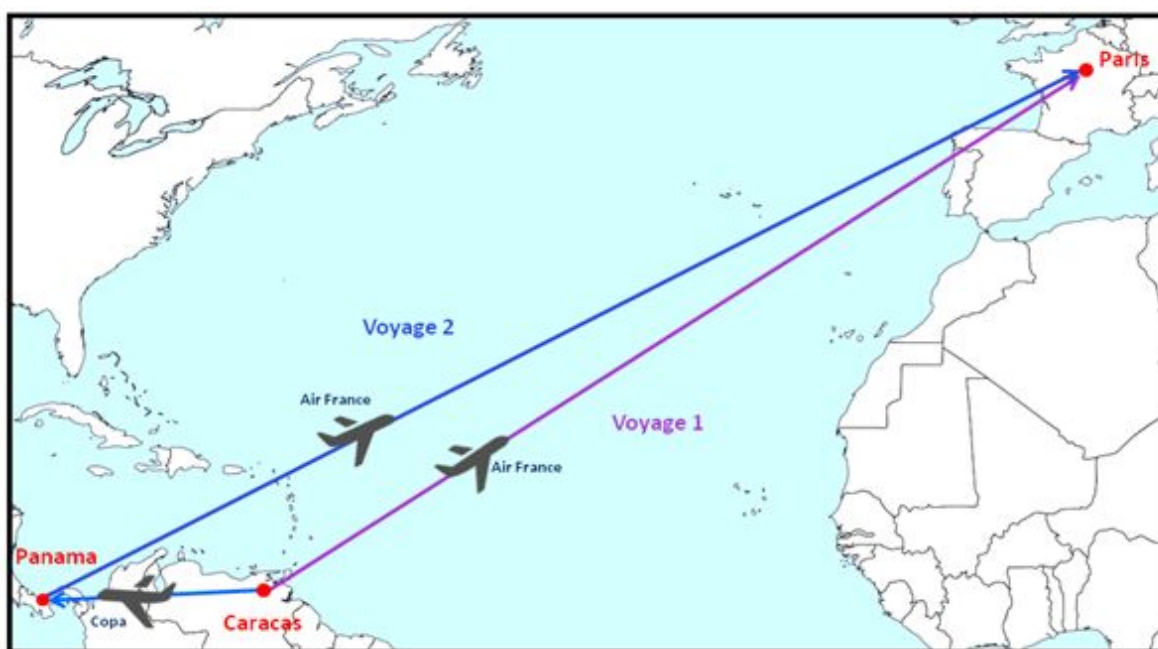 Paris
Voyage 2
Air France
Voyage 1
Air France
Panama
Copa
Caracas